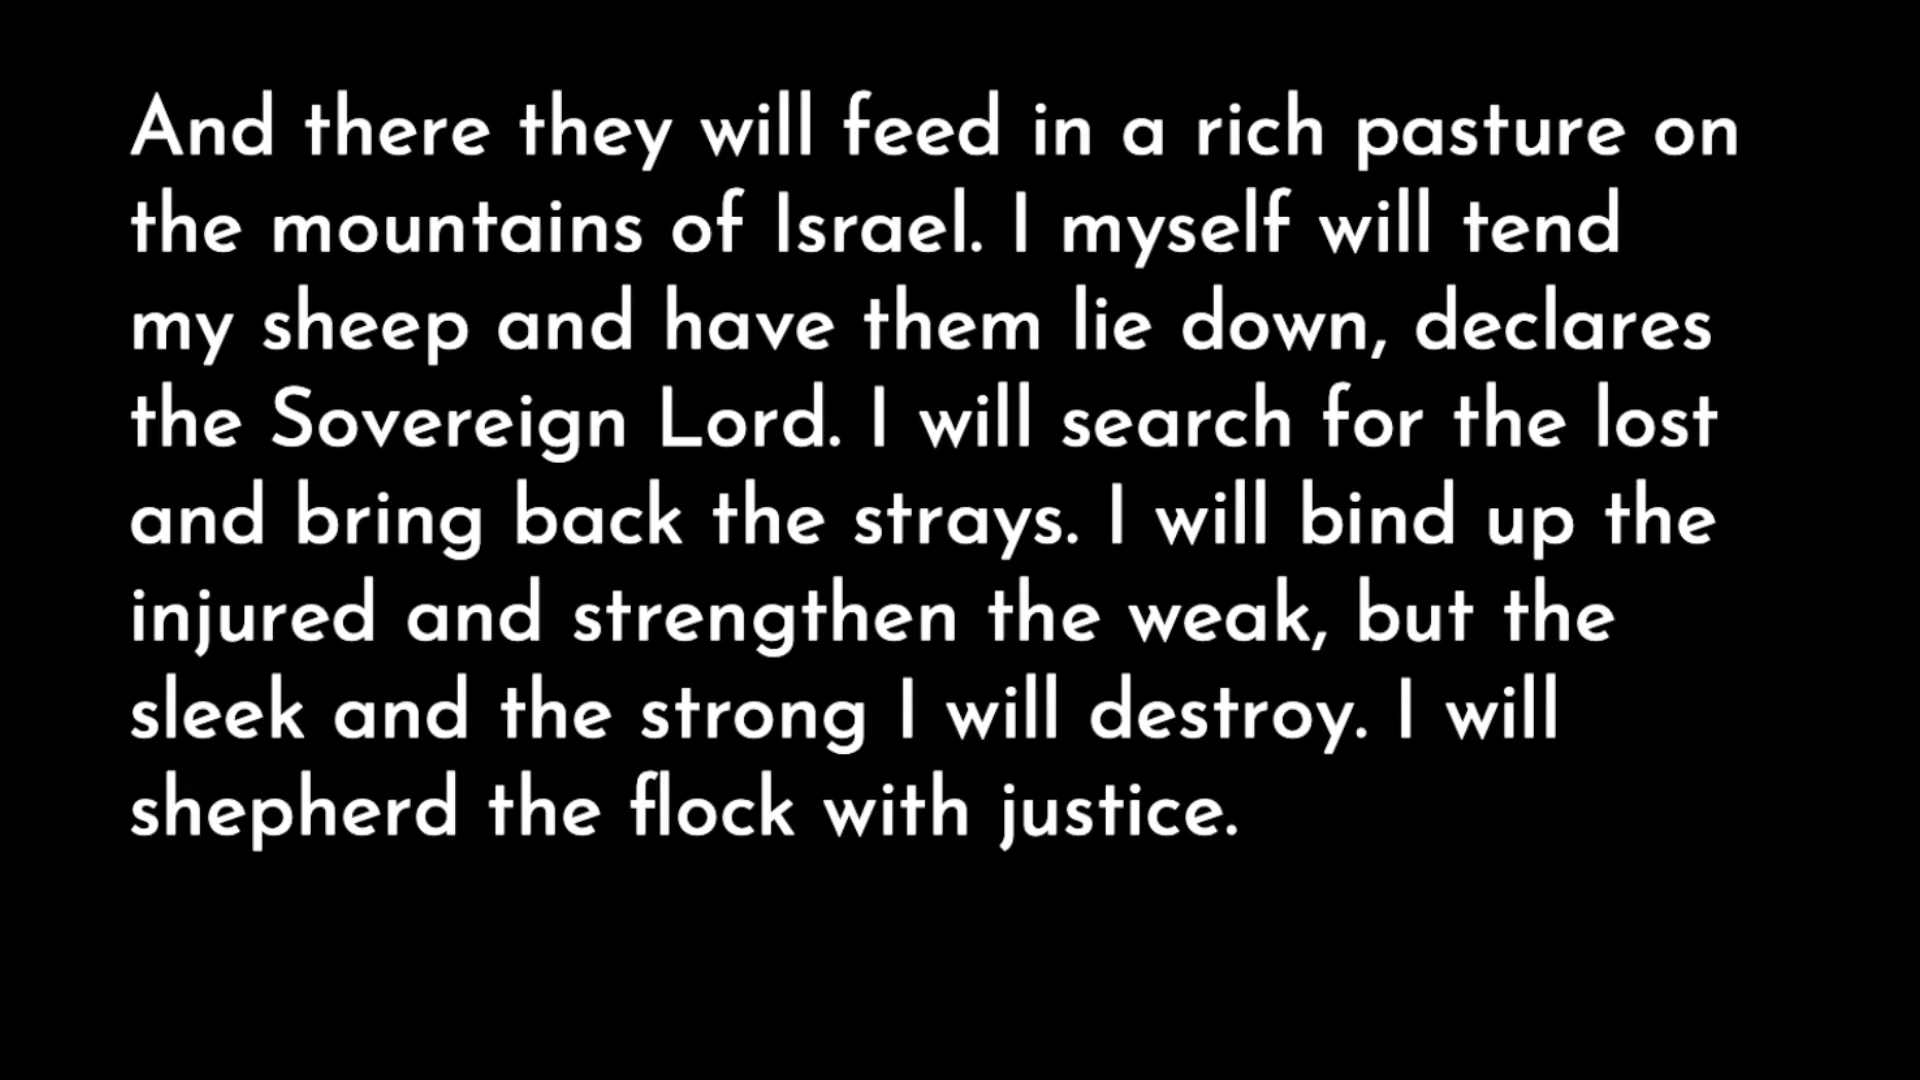 And there they will feed in a rich pasture on
the mountains of Israel. I myself will tend
my sheep and have them lie down, declares
the Sovereign Lord. I will search for the lost
and bring back the strays. I will bind up the
injured and strengthen the weak, but the
sleek and the strong I will destroy. I will
shepherd the flock with justice.